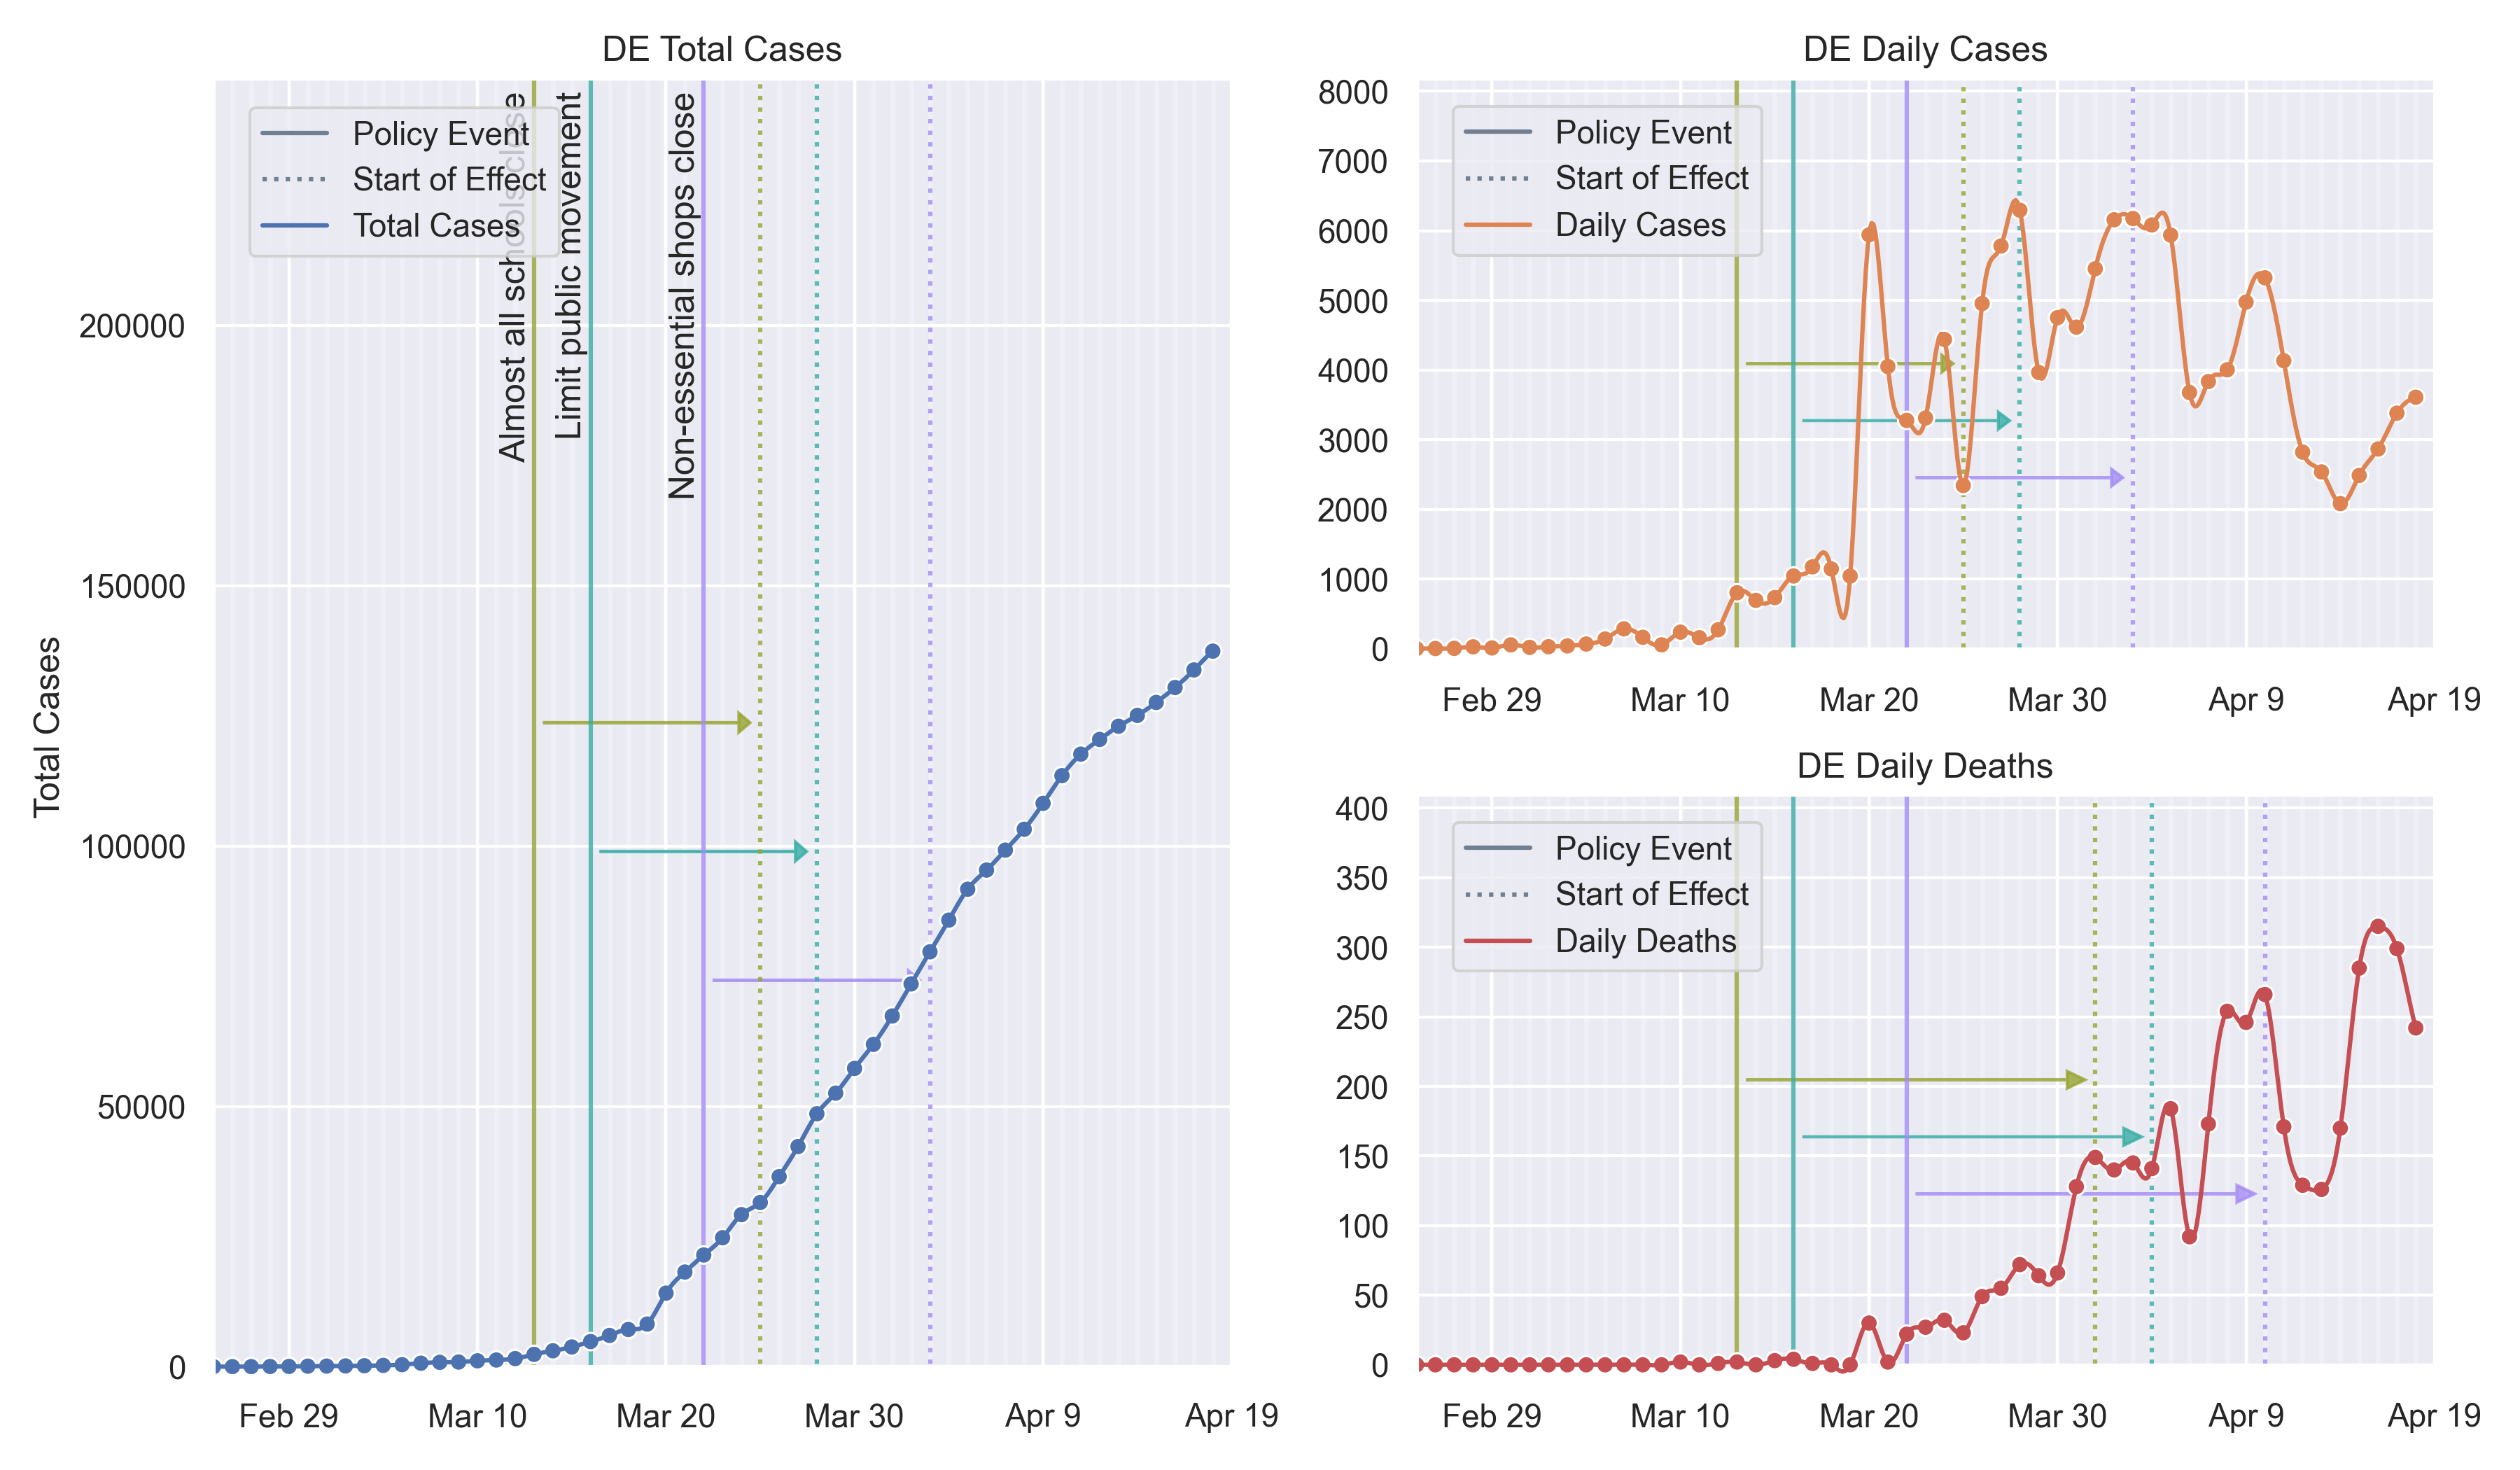 DE Total Cases
Policy Event
Start of Effect
Total Cases
Almost all schools close
Limit public movement
Non-essential shops close
Total Cases
200000
150000
100000
50000
0
Feb 29 Mar 10 Mar 20 Mar 30 Apr 9 Apr 19
DE Daily Cases
Policy Event
Start of Effect
Daily Cases
8000
7000
6000
5000
4000
3000
2000
1000
0
Feb 29 Mar 10 Mar 20 Mar 30 Apr 9 Apr 19
DE Daily Deaths
Policy Event
Start of Effect
Daily Deaths
400
350
300
250
200
150
100
50
0
Feb 29 Mar 10 Mar 20 Mar 30 Apr 9 Apr 19